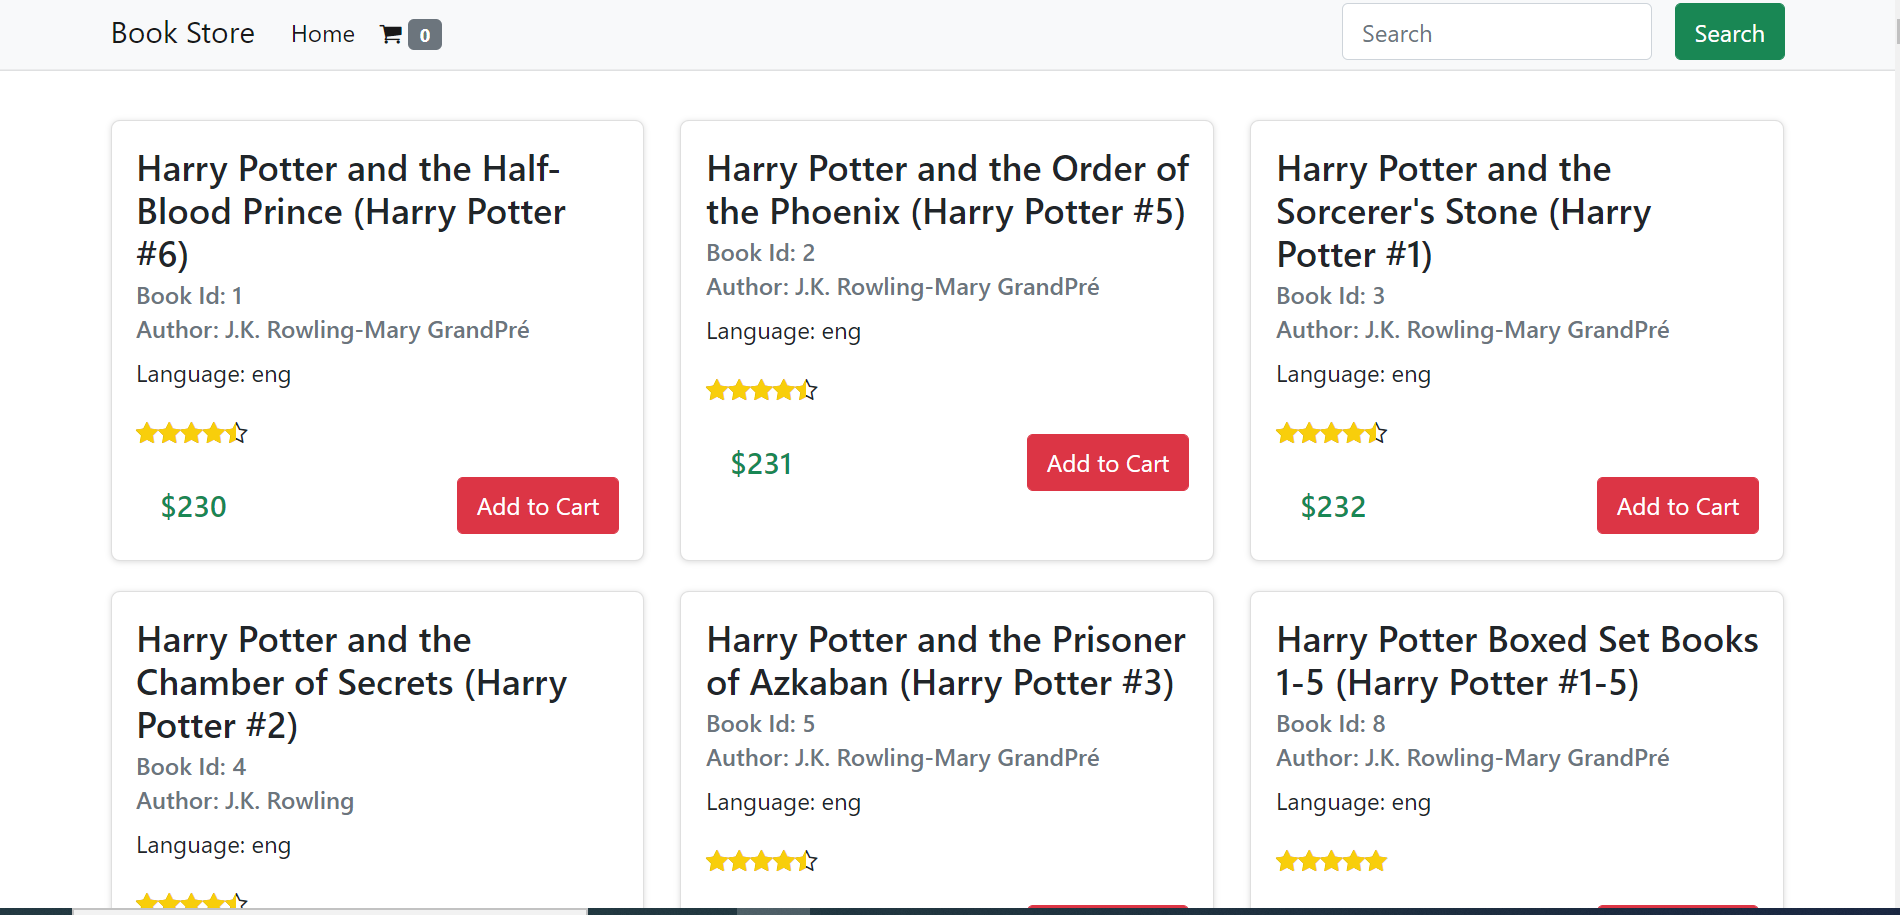 Book Store Home 0 Search Search
Harry Potter and the Half-
Blood Prince (Harry Potter
#6)
Book Id: 1
Author: J.K. Rowling-Mary GrandPré
Language: eng
$230 Add to Cart
Harry Potter and the Order of
the Phoenix (Harry Potter #5)
Book Id: 2
Author: J.K. Rowling-Mary GrandPré
Language: eng
$231 Add to Cart
Harry Potter and the
Sorcerer's Stone (Harry
Potter #1)
Book Id: 3
Author: J.K. Rowling-Mary GrandPré
Language: eng
$232 Add to Cart
Harry Potter and the
Chamber of Secrets (Harry
Potter #2)
Book Id: 4
Author: J.K. Rowling
Language: eng
Harry Potter and the Prisoner
of Azkaban (Harry Potter #3)
Book Id: 5
Author: J.K. Rowling-Mary GrandPré
Language: eng
Harry Potter Boxed Set Books
1-5 (Harry Potter #1-5)
Book Id: 8
Author: J.K. Rowling-Mary GrandPré
Language: eng